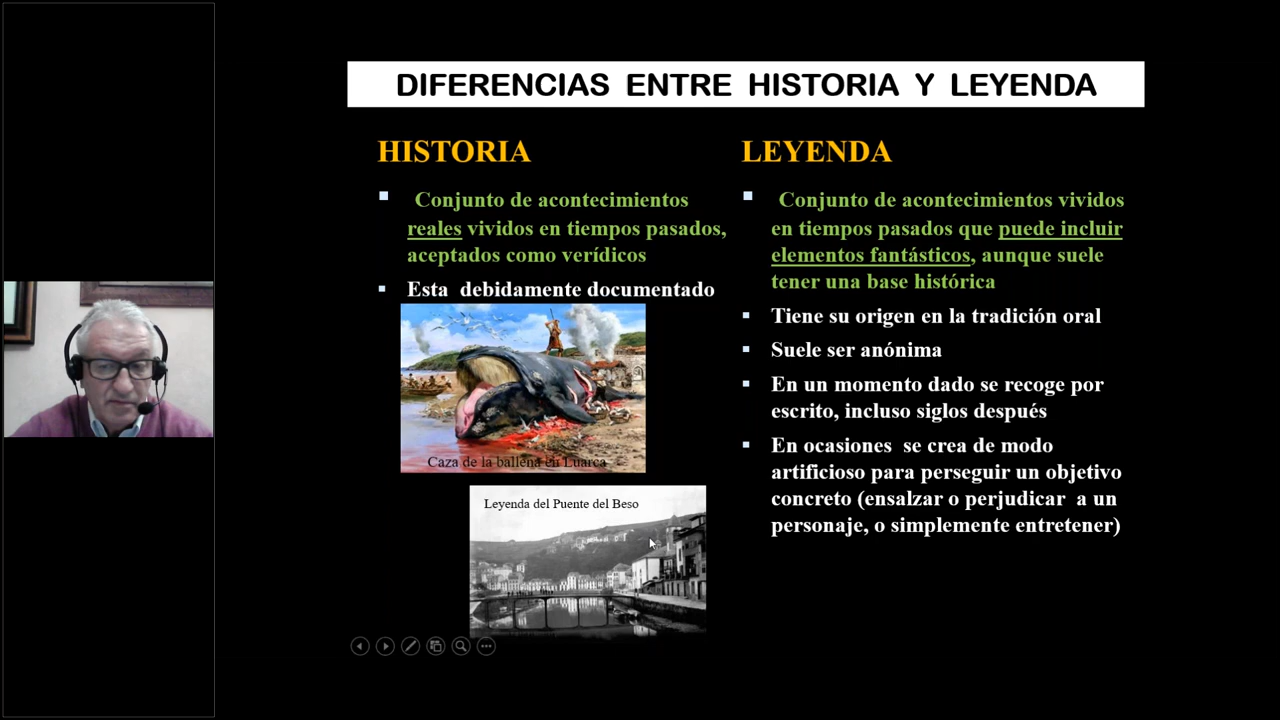 DIFERENCIAS ENTRE HISTORIA Y LEYENDA
HISTORIA
Conjunto de acontecimientos
reales vividos en tiempos pasados,
aceptados como verídicos
Esta debidamente documentado
Caza de la ballena en Luarca
Leyenda del Puente del Beso
LEYENDA
Conjunto de acontecimientos vividos
en tiempos pasados que puede incluir
elementos fantásticos, aunque suele
tener una base histórica
Tiene su origen en la tradición oral
Suele ser anónima
En un momento dado se recoge por
escrito, incluso siglos después
En ocasiones se crea de modo
artificioso para perseguir un objetivo
concreto (ensalzar o perjudicar a un
personaje, o simplemente entretener)